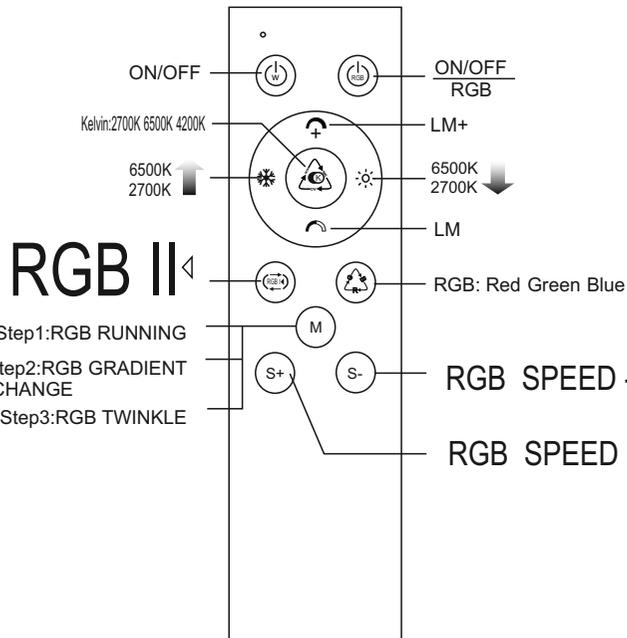 ON/OFF
W
RGB
ON/OFF
RGB
Kelvin:2700K 6500K 4200K
LM+
6500K
2700K
K
6500K
2700K
LM
RGB II
RGB
R
RGB: Red Green Blue
Step1:RGB RUNNING
M
tep2:RGB GRADIENT
CHANGE
S+
S-
RGB SPEED -
Step3:RGB TWINKLE
RGB SPEED